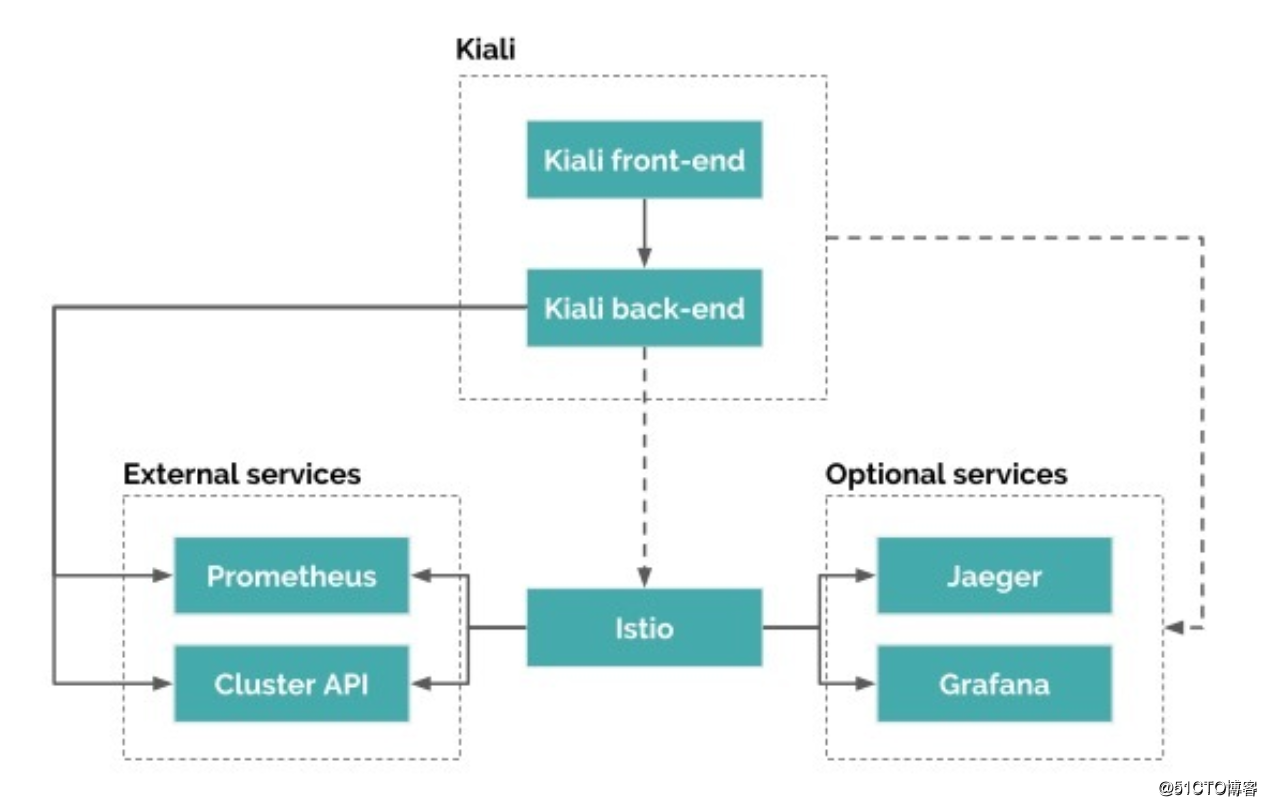 Kiali
Kiali front-end
Kiali back-end
External services
Optional services
Prometheus
Jaeger
Istio
Cluster API
Grafana
@51CTO博客